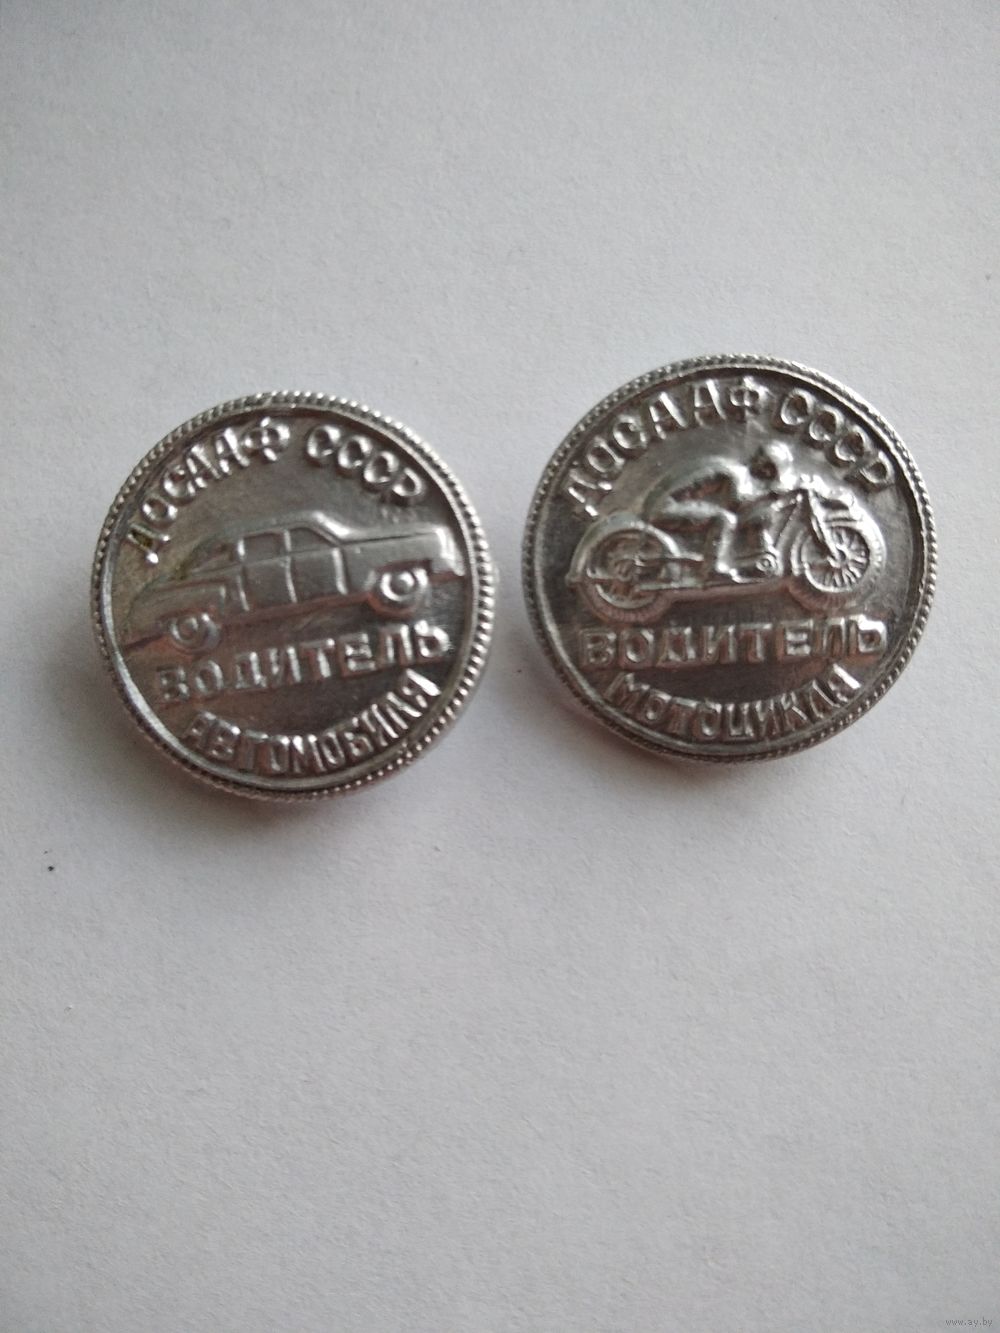 ДОСААФ СССР
ВОДИТЕЛЬ
АВТОМОБИЛЯ
ДОСААФ СССР
ВОДИТЕЛЬ
МОТОЦИКЛА
www.ay.by